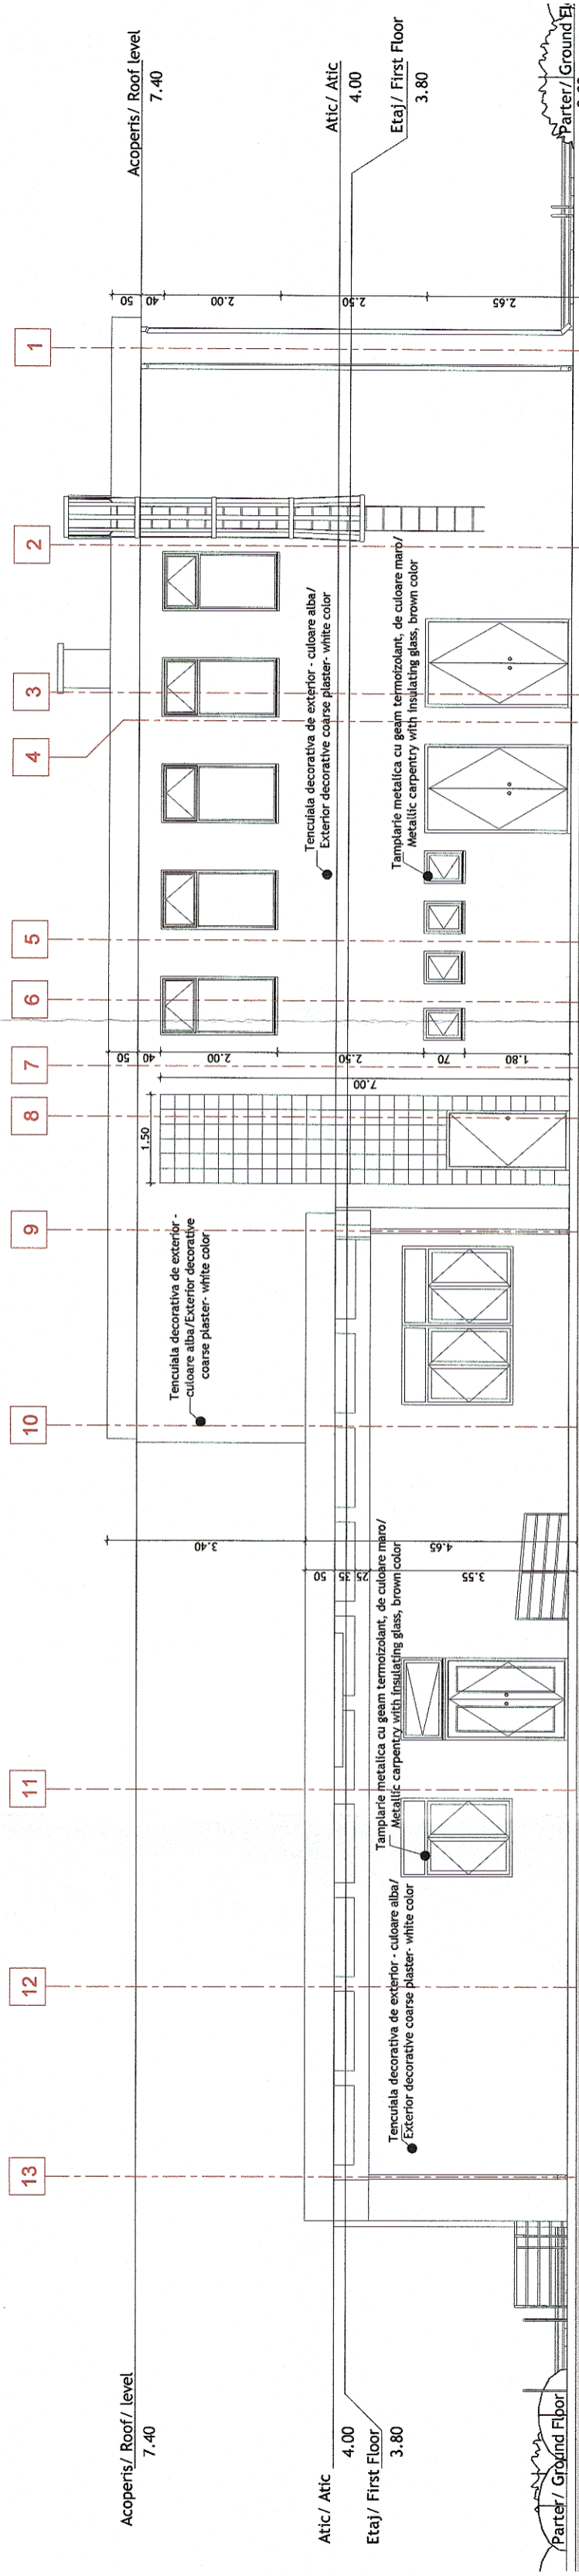 13 12 11 10 9 8 7 6 5 4 3 2 1
Acoperis/ Roof/ level
7.40
Atic/ Atic
4.00
Etaj/ First Floor
3.80
Parter/ Ground Floor
Tencuiala decorativa de exterior - culoare alba/
Exterior decorative coarse plaster- white color
Tamplarie metalica cu geam termoizolant, de culoare maro/
Metallic carpentry with insulating glass, brown color
3.40
50
35
25
4.65
3.55
Tencuiala decorativa de exterior -
culoare alba/Exterior decorative
coarse plaster- white color
1.50
7.00
50
40
2.00
2.50
70
1.80
Tencuiala decorativa de exterior - culoare alba/
Exterior decorative coarse plaster- white color
Tamplarie metalica cu geam termoizolant, de culoare maro/
Metallic carpentry with insulating glass, brown color
50
40
2.00
2.50
2.65
Acoperis/ Roof level
7.40
Atic/ Atic
4.00
Etaj/ First Floor
3.80
Parter/ Ground Fl